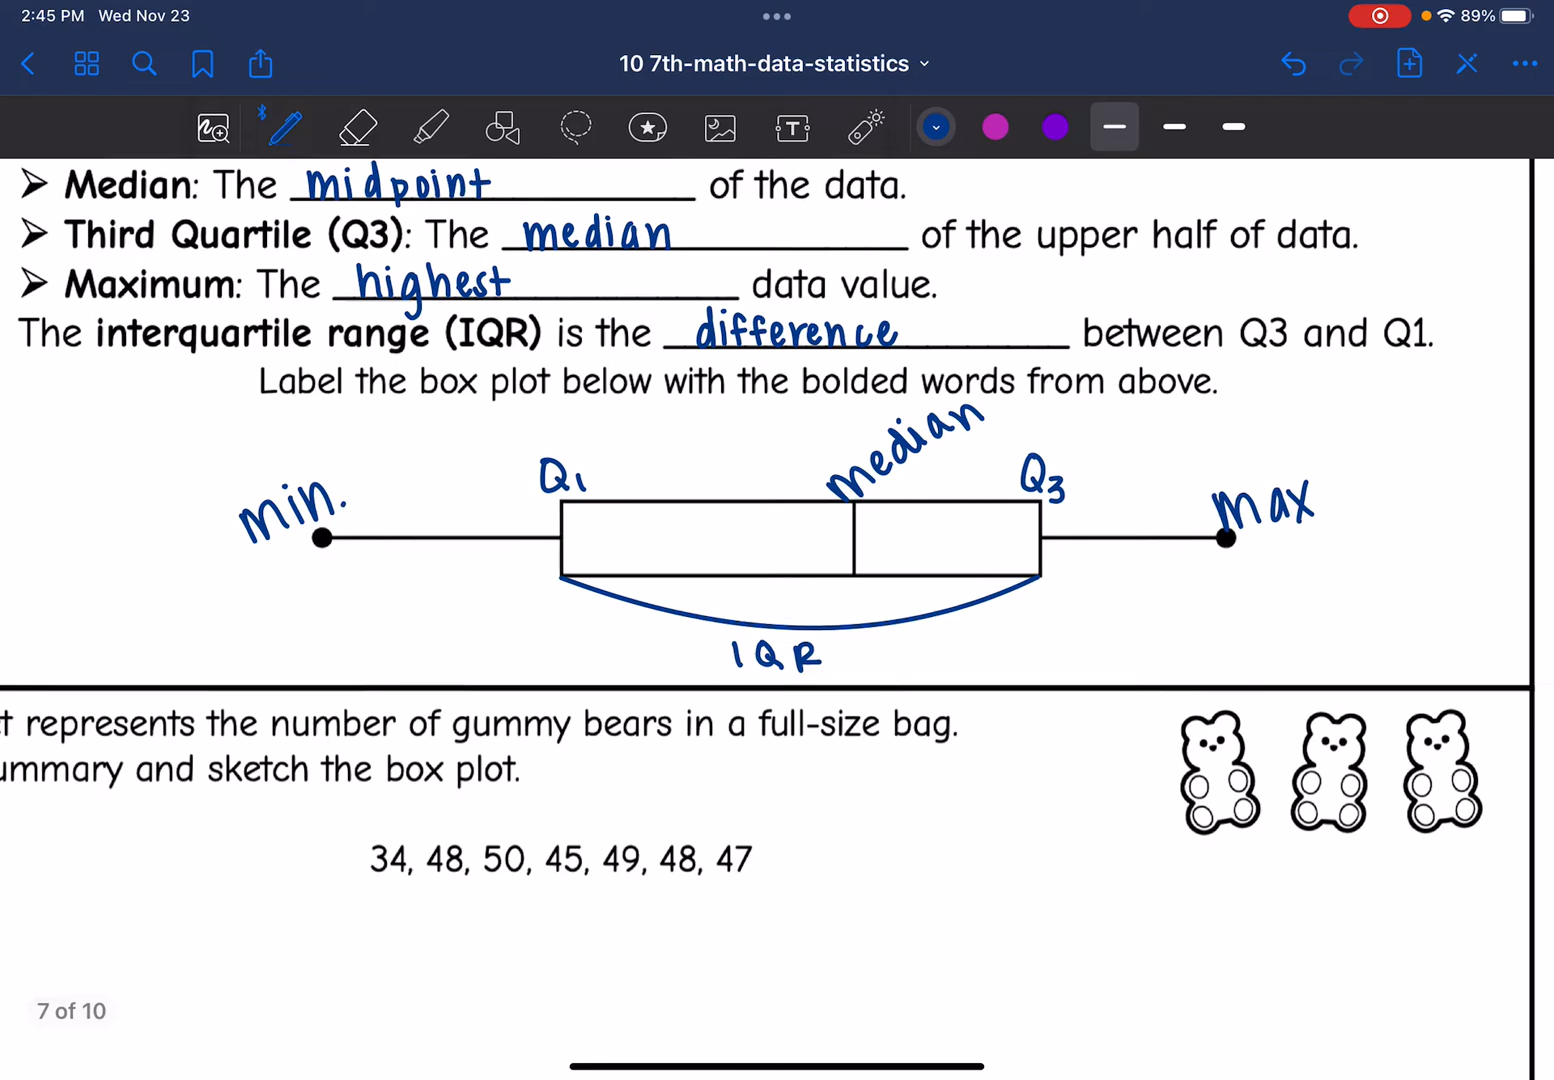 2:45 PM Wed Nov 23
89%
10 7th-math-data-statistics
T
➤ Median: The midpoint of the data.
➤ Third Quartile (Q3): The median of the upper half of data.
➤ Maximum: The highest data value.
The interquartile range (IQR) is the difference between Q3 and Q1.
Label the box plot below with the bolded words from above.
min. Q1 median Q3 max
IQR
t represents the number of gummy bears in a full-size bag.
ummary and sketch the box plot.
34, 48, 50, 45, 49, 48, 47
7 of 10